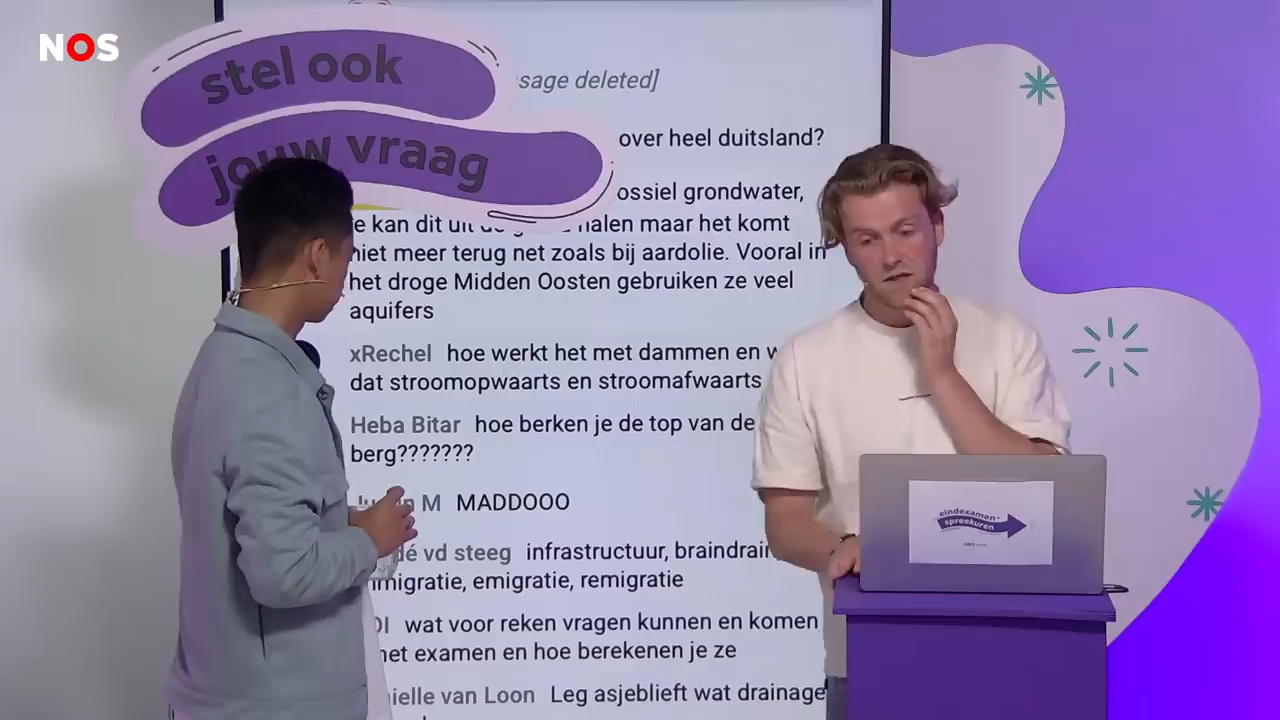 NOS
stel ook
jouw vraag
sage deleted]
over heel duitsland?
ossiel grondwater,
e kan dit uit halen maar het komt
niet meer terug net zoals bij aardolie. Vooral in
het droge Midden Oosten gebruiken ze veel
aquifers
xRechel hoe werkt het met dammen en w
dat stroomopwaarts en stroomafwaarts
Heba Bitar hoe berken je de top van de
berg???????
M MADDOOO
dé vd steeg infrastructuur, braindrain
migratie, emigratie, remigratie
OI wat voor reken vragen kunnen en komen
het examen en hoe berekenen je ze
ielle van Loon Leg asjeblieft wat drainage
eindexamen-
spreekuren